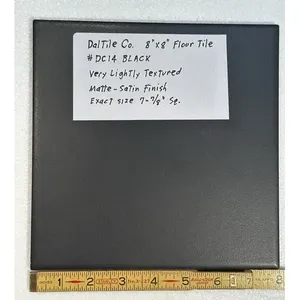 DalTile Co. 8"x8" Floor Tile
#DC14 BLACK
Very Lightly Textured
Matte-Satin Finish
Exact size 7-7/8" Sq.
1 2 3 4 5 6 7 8